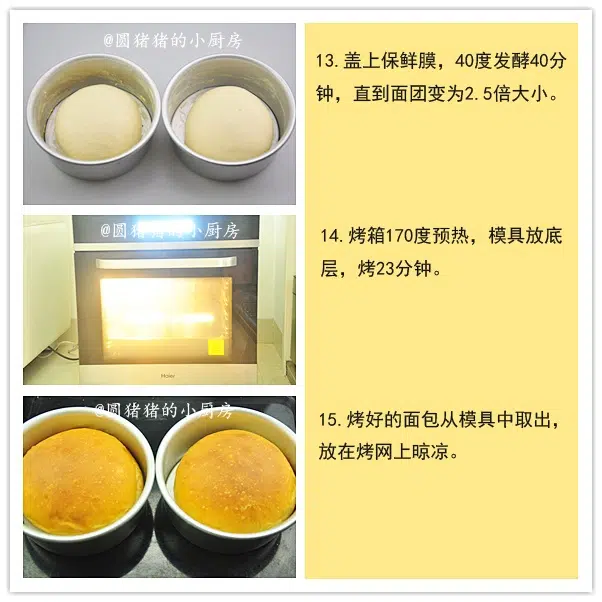 @圆猪猪的小厨房
13.盖上保鲜膜，40度发酵40分
钟，直到面团变为2.5倍大小。
@圆猪猪的小厨房
Haier
14.烤箱170度预热，模具放底
层，烤23分钟。
@圆猪猪的小厨房
15.烤好的面包从模具中取出，
放在烤网上晾凉。